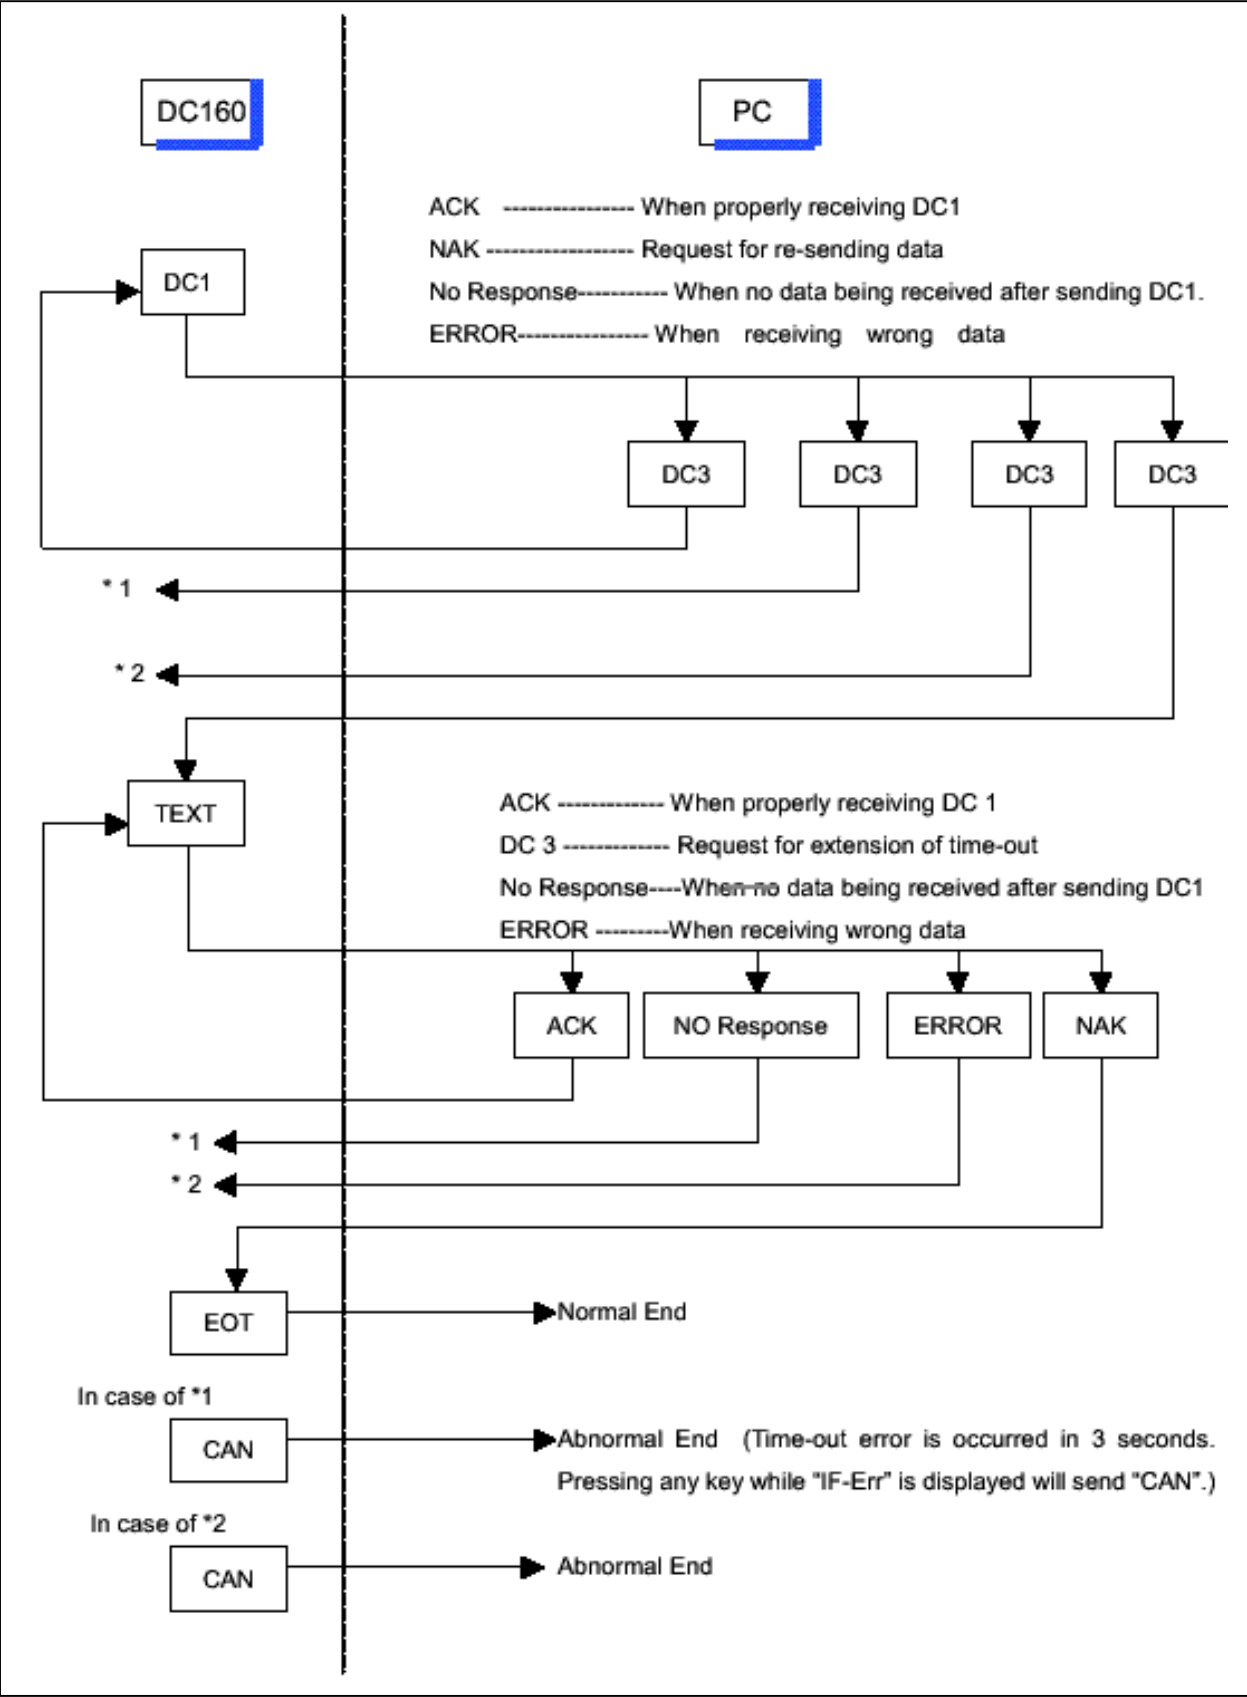 DC160
PC
ACK ---------------- When properly receiving DC1
NAK ------------------ Request for re-sending data
DC1
No Response----------- When no data being received after sending DC1.
ERROR---------------- When receiving wrong data
DC3 DC3 DC3 DC3
* 1
* 2
TEXT
ACK ------------- When properly receiving DC 1
DC 3 ------------- Request for extension of time-out
No Response----When no data being received after sending DC1
ERROR ---------When receiving wrong data
ACK NO Response ERROR NAK
* 1
* 2
EOT
Normal End
In case of *1
CAN
Abnormal End (Time-out error is occurred in 3 seconds.
Pressing any key while "IF-Err" is displayed will send "CAN".)
In case of *2
CAN
Abnormal End